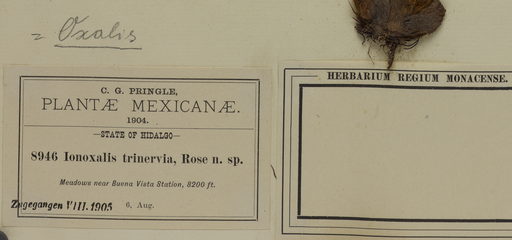 = Oxalis
C. G. PRINGLE,
PLANTÆ MEXICANÆ.
1904.
—STATE OF HIDALGO—
8946 Ionoxalis trinervia, Rose n. sp.
Meadows near Buena Vista Station, 8200 ft.
Zugegangen VIII. 1905 6, Aug.
HERBARIUM REGIUM MONACENSE.